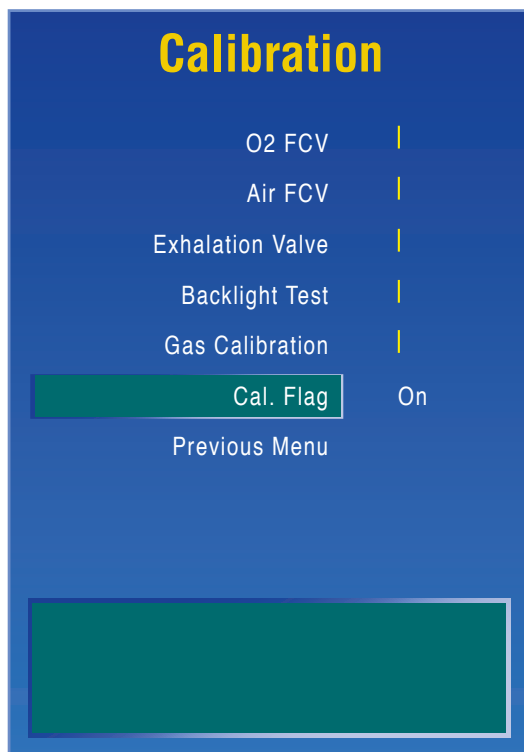 Calibration
O2 FCV |
Air FCV |
Exhalation Valve |
Backlight Test |
Gas Calibration |
Cal. Flag On
Previous Menu